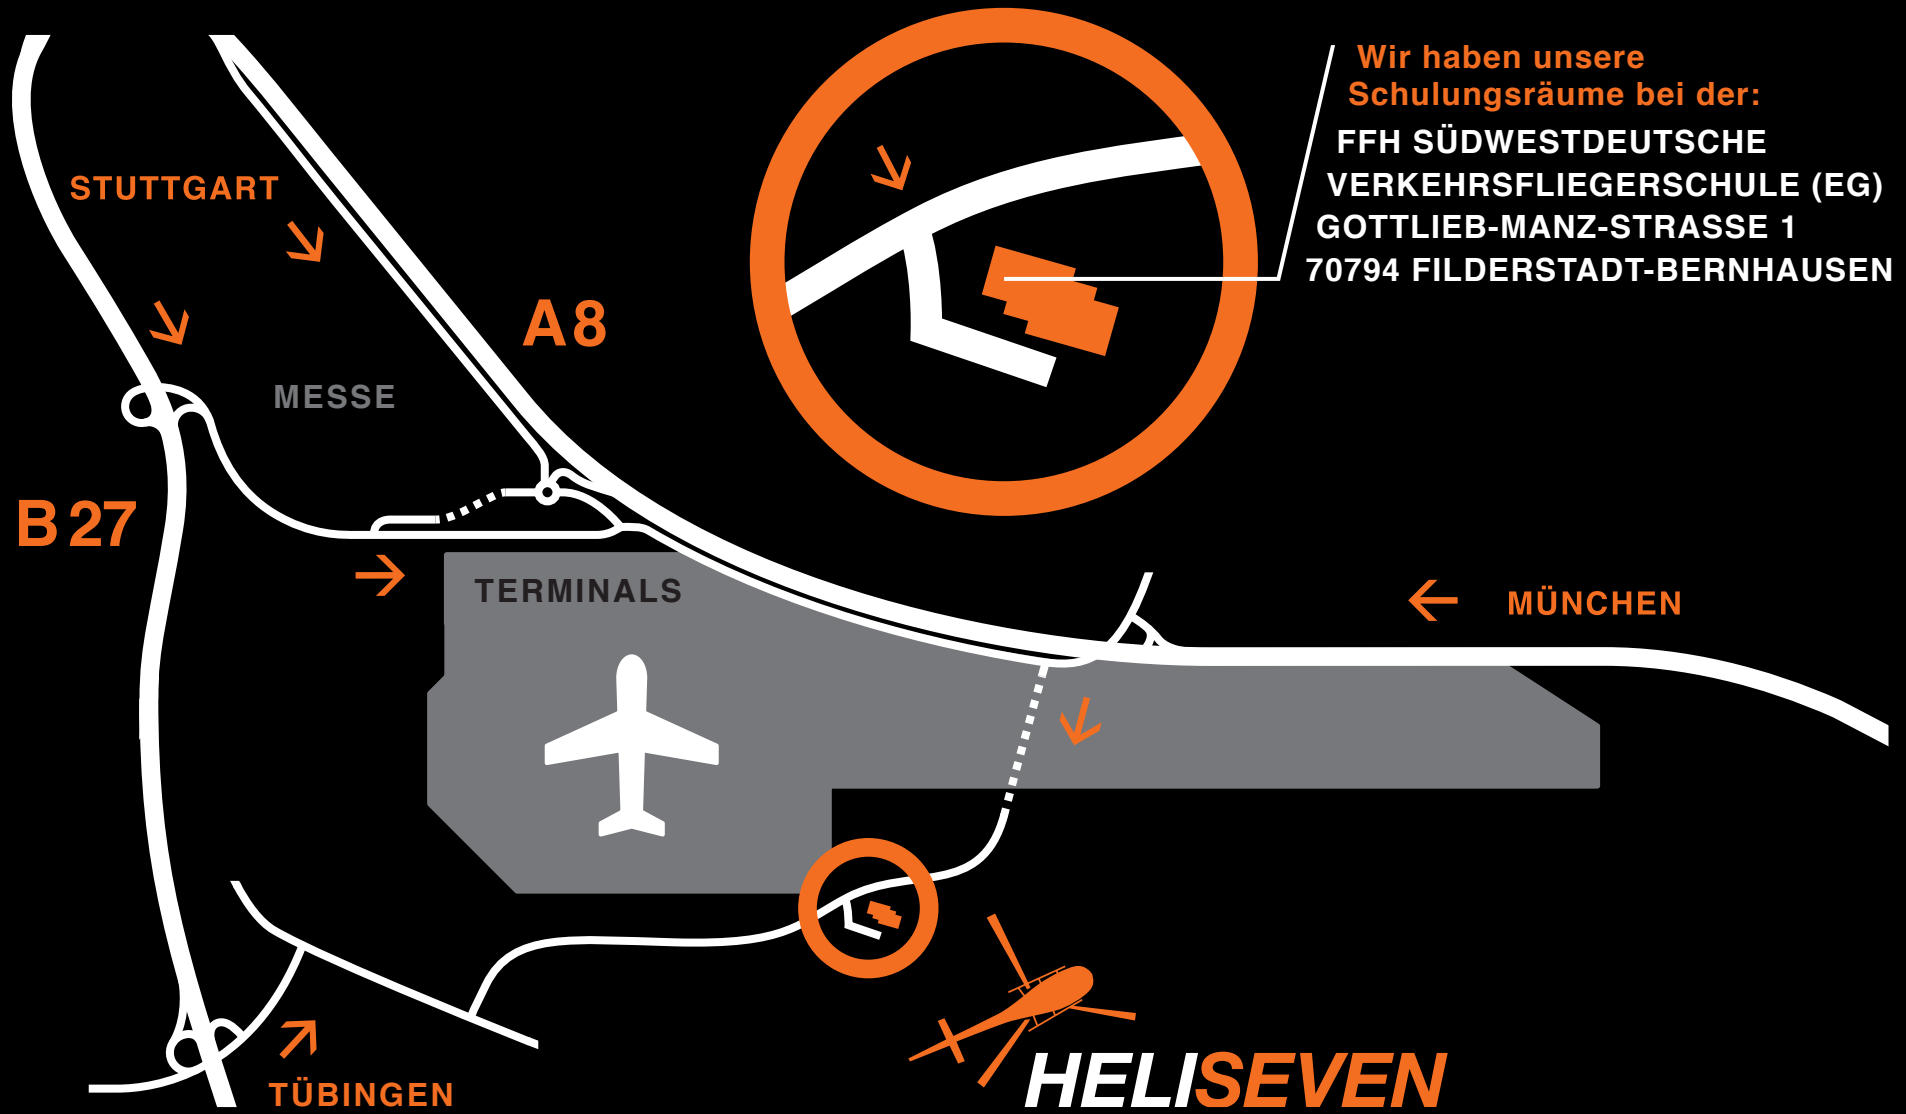 Wir haben unsere
Schulungsräume bei der:
FFH SÜDWESTDEUTSCHE
VERKEHRSFLIEGERSCHULE (EG)
GOTTLIEB-MANZ-STRASSE 1
70794 FILDERSTADT-BERNHAUSEN
STUTTGART
A8
MESSE
B27
TERMINALS
MÜNCHEN
TÜBINGEN
HELISEVEN